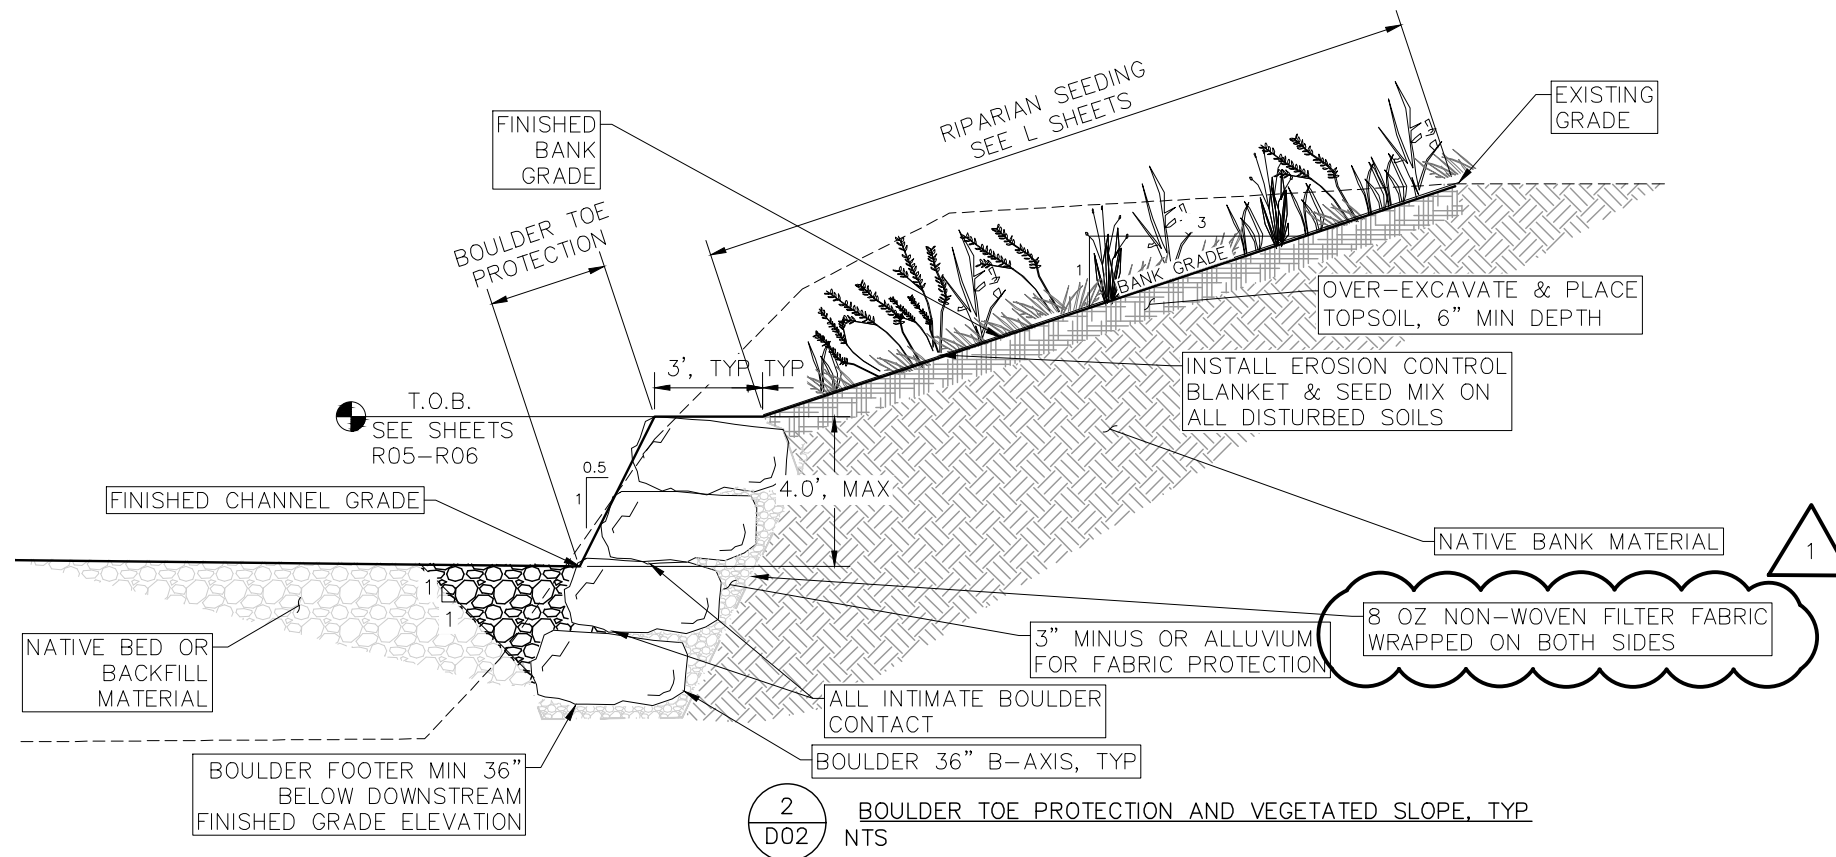 RIPARIAN SEEDING
SEE L SHEETS
EXISTING
GRADE
FINISHED
BANK
GRADE
BOULDER TOE
PROTECTION
3
1
BANK GRADE
OVER-EXCAVATE & PLACE
TOPSOIL, 6" MIN DEPTH
3', TYP TYP
INSTALL EROSION CONTROL
BLANKET & SEED MIX ON
ALL DISTURBED SOILS
T.O.B.
SEE SHEETS
R05-R06
0.5
1
4.0', MAX
FINISHED CHANNEL GRADE
NATIVE BANK MATERIAL
1
1
1
8 OZ NON-WOVEN FILTER FABRIC
WRAPPED ON BOTH SIDES
3" MINUS OR ALLUVIUM
FOR FABRIC PROTECTION
NATIVE BED OR
BACKFILL
MATERIAL
ALL INTIMATE BOULDER
CONTACT
BOULDER 36" B-AXIS, TYP
BOULDER FOOTER MIN 36"
BELOW DOWNSTREAM
FINISHED GRADE ELEVATION
2
D02
BOULDER TOE PROTECTION AND VEGETATED SLOPE, TYP
NTS